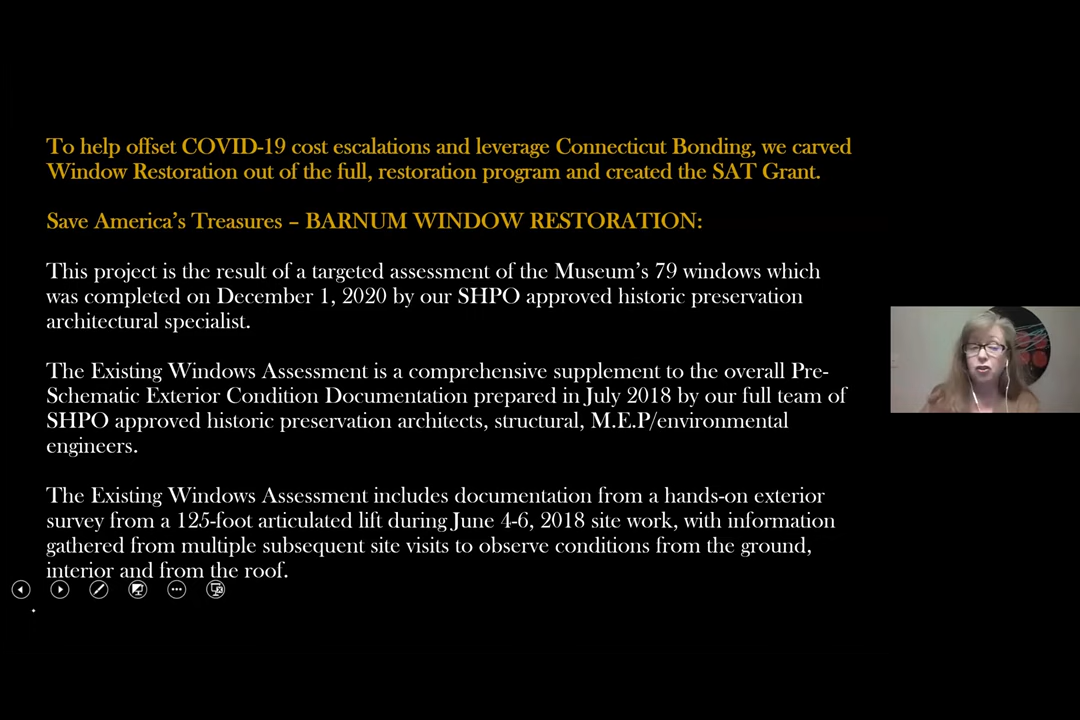 To help offset COVID-19 cost escalations and leverage Connecticut Bonding, we carved
Window Restoration out of the full, restoration program and created the SAT Grant.
Save America's Treasures – BARNUM WINDOW RESTORATION:
This project is the result of a targeted assessment of the Museum's 79 windows which
was completed on December 1, 2020 by our SHPO approved historic preservation
architectural specialist.
The Existing Windows Assessment is a comprehensive supplement to the overall Pre-
Schematic Exterior Condition Documentation prepared in July 2018 by our full team of
SHPO approved historic preservation architects, structural, M.E.P/environmental
engineers.
The Existing Windows Assessment includes documentation from a hands-on exterior
survey from a 125-foot articulated lift during June 4-6, 2018 site work, with information
gathered from multiple subsequent site visits to observe conditions from the ground,
interior and from the roof.